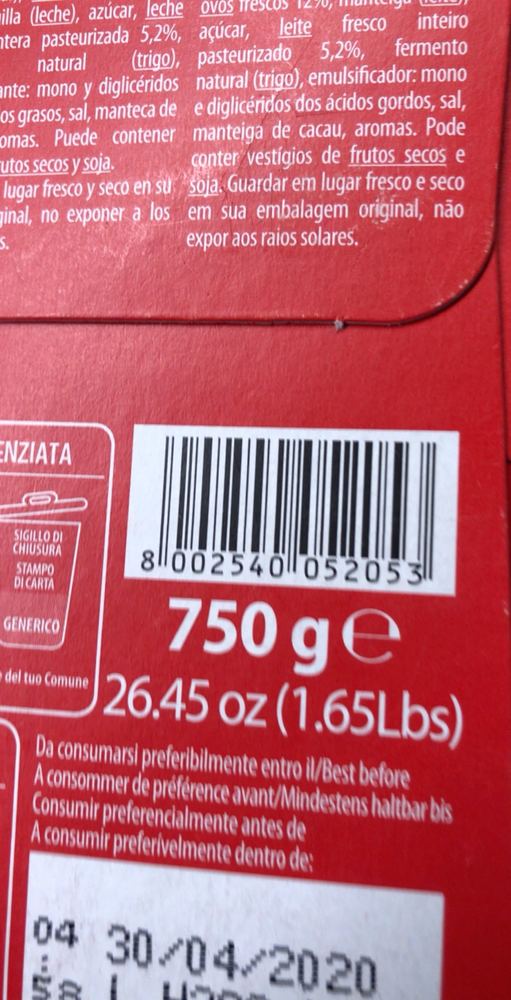 illa (leche), azúcar, leche
ntera pasteurizada 5,2%,
natural (trigo),
ante: mono y diglicéridos
os grasos, sal, manteca de
omas. Puede contener
utos secos y soja.
lugar fresco y seco en su
ginal, no exponer a los
s.
ovos frescos 12%,
açúcar, leite fresco inteiro
pasteurizado 5,2%, fermento
natural (trigo), emulsificador: mono
e diglicéridos dos ácidos gordos, sal,
manteiga de cacau, aromas. Pode
conter vestígios de frutos secos e
soja. Guardar em lugar fresco e seco
em sua embalagem original, não
expor aos raios solares.
ENZIATA
SIGILLO DI
CHIUSURA
STAMPO
DI CARTA
GENERICO
del tuo Comune
8 002540 052053
750 g e
26.45 oz (1.65Lbs)
Da consumarsi preferibilmente entro il/Best before
A consommer de préférence avant/Mindestens haltbar bis
Consumir preferencialmente antes de
A consumir preferivelmente dentro de:
04 30/04/2020